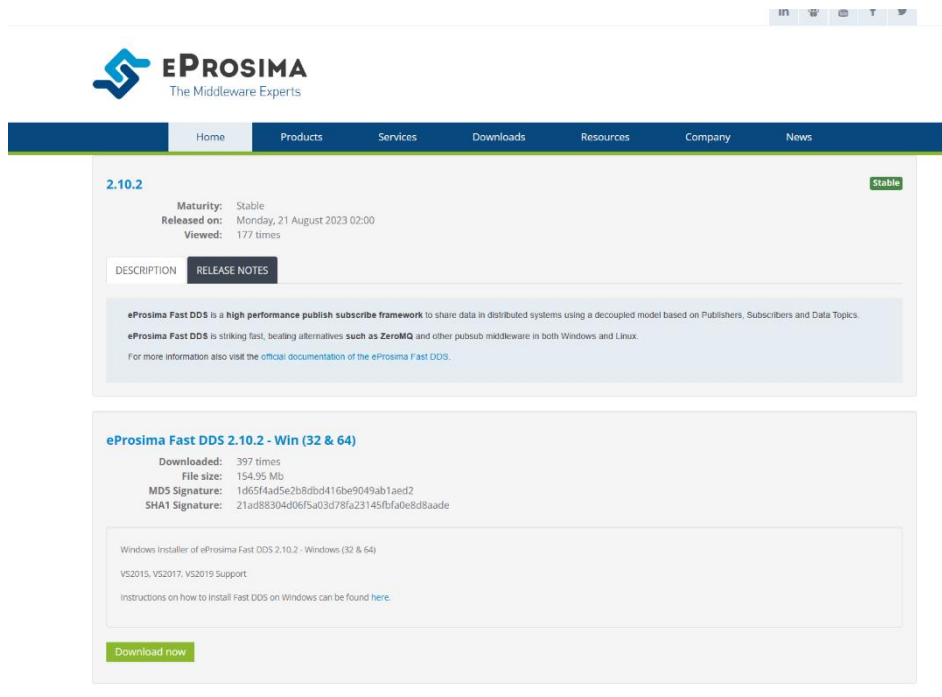 EPROSIMA
The Middleware Experts
Home Products Services Downloads Resources Company News
2.10.2 Stable
Maturity: Stable
Released on: Monday, 21 August 2023 02:00
Viewed: 177 times
DESCRIPTION RELEASE NOTES
eProsima Fast DDS is a high performance publish subscribe framework to share data in distributed systems using a decoupled model based on Publishers, Subscribers and Data Topics.
eProsima Fast DDS is striking fast, beating alternatives such as ZeroMQ and other pubsub middleware in both Windows and Linux.
For more information also visit the official documentation of the eProsima Fast DDS.
eProsima Fast DDS 2.10.2 - Win (32 & 64)
Downloaded: 397 times
File size: 154.95 Mb
MD5 Signature: 1d65f4ad5e2b8dbd416be9049ab1aed2
SHA1 Signature: 21ad88304d06f5a03d78fa23145fbfa0e8d8aade
Windows Installer of eProsima Fast DDS 2.10.2 - Windows (32 & 64)
VS2015, VS2017, VS2019 Support
Instructions on how to install Fast DDS on Windows can be found here.
Download now